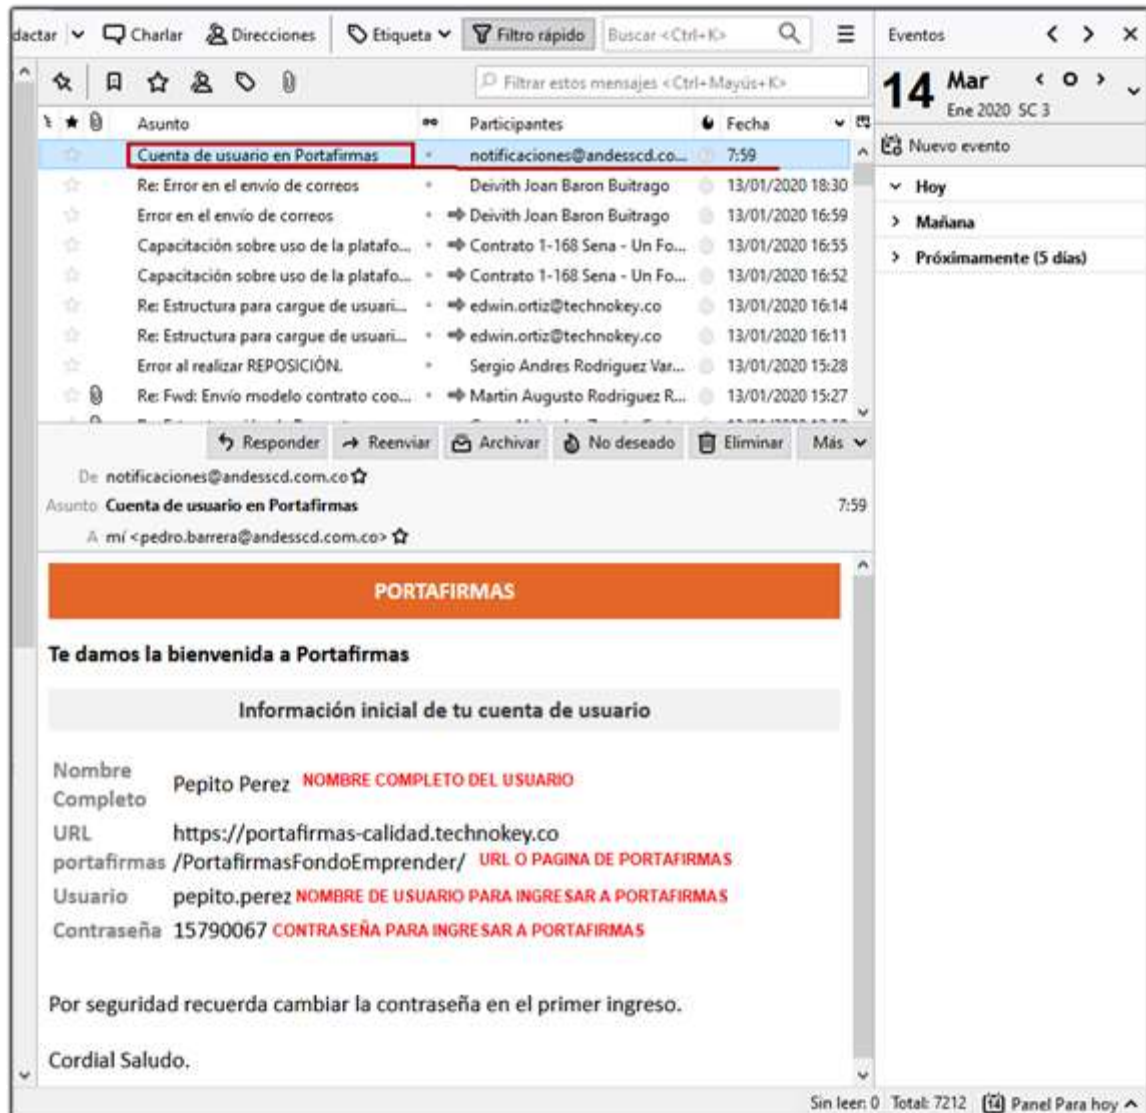 dactar Charlar Direcciones Etiqueta Filtro rápido Buscar <Ctrl+K> Eventos
Filtrar estos mensajes <Ctrl+Mayús+K>
14 Mar
Ene 2020 SC 3
Asunto Participantes Fecha
Nuevo evento
Cuenta de usuario en Portafirmas notificaciones@andesscd.co... 7:59
Re: Error en el envío de correos Deivith Joan Baron Buitrago 13/01/2020 18:30
Hoy
Error en el envío de correos Deivith Joan Baron Buitrago 13/01/2020 16:59
Mañana
Capacitación sobre uso de la platafo... Contrato 1-168 Sena - Un Fo... 13/01/2020 16:55
Próximamente (5 días)
Capacitación sobre uso de la platafo... Contrato 1-168 Sena - Un Fo... 13/01/2020 16:52
Re: Estructura para cargue de usuari... edwin.ortiz@technokey.co 13/01/2020 16:14
Re: Estructura para cargue de usuari... edwin.ortiz@technokey.co 13/01/2020 16:11
Error al realizar REPOSICIÓN. Sergio Andres Rodriguez Var... 13/01/2020 15:28
Re: Fwd: Envío modelo contrato coo... Martin Augusto Rodriguez R... 13/01/2020 15:27
Responder Reenviar Archivar No deseado Eliminar Más
De notificaciones@andesscd.com.co
Asunto Cuenta de usuario en Portafirmas 7:59
A mí <pedro.barrera@andesscd.com.co>
PORTAFIRMAS
Te damos la bienvenida a Portafirmas
Información inicial de tu cuenta de usuario
Nombre
Completo Pepito Perez NOMBRE COMPLETO DEL USUARIO
URL https://portafirmas-calidad.technokey.co
portafirmas /PortafirmasFondoEmprender/ URL O PAGINA DE PORTAFIRMAS
Usuario pepito.perez NOMBRE DE USUARIO PARA INGRESAR A PORTAFIRMAS
Contraseña 15790067 CONTRASEÑA PARA INGRESAR A PORTAFIRMAS
Por seguridad recuerda cambiar la contraseña en el primer ingreso.
Cordial Saludo.
Sin leer: 0 Total: 7212 14 Panel Para hoy